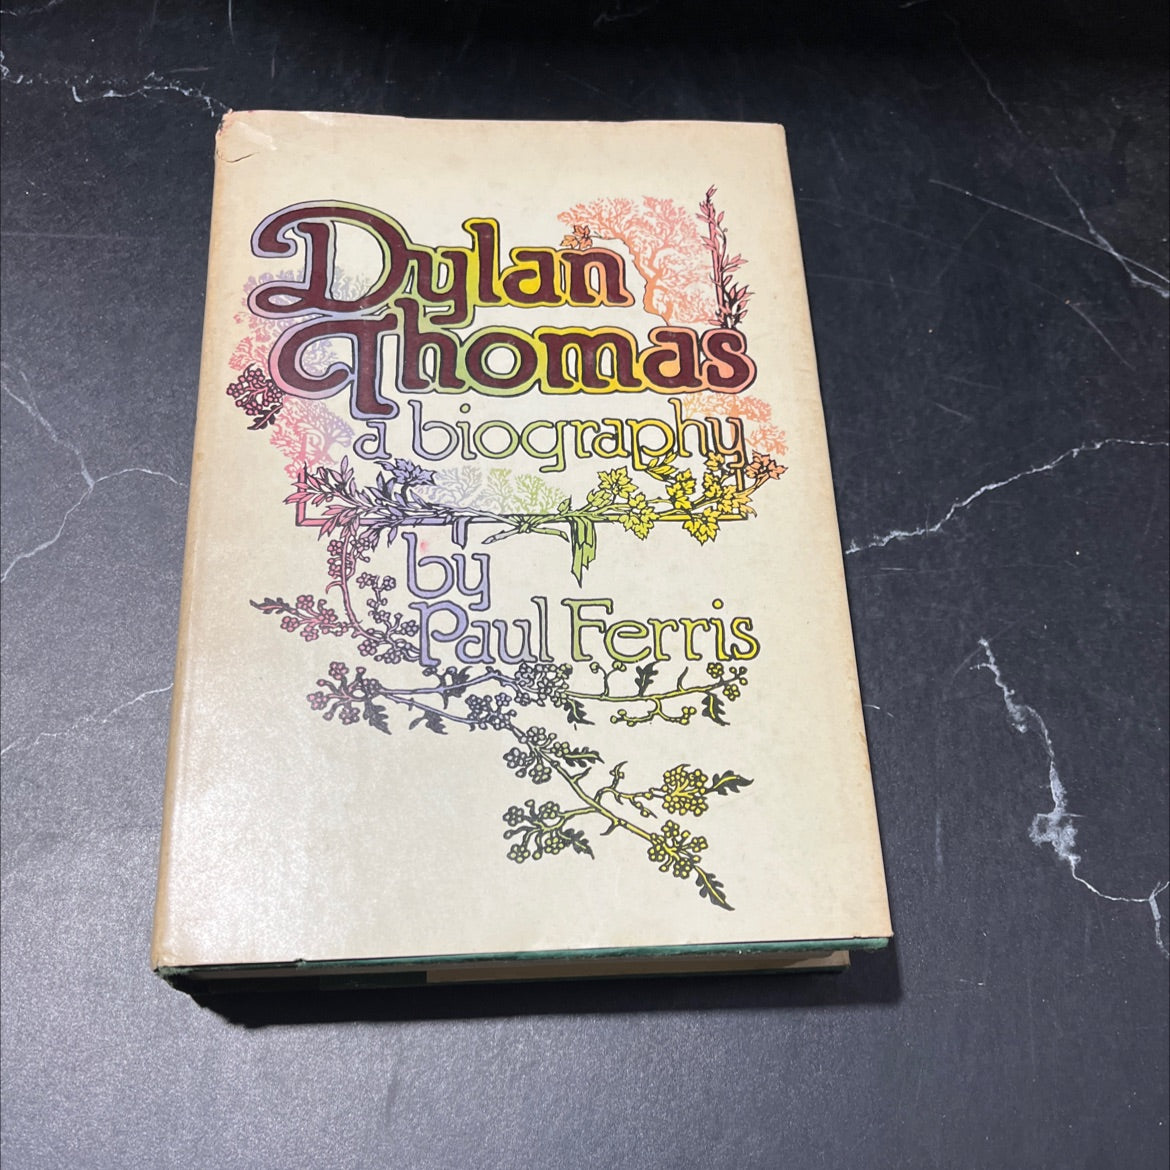 Dylan
Thomas
a biography
by
Paul Ferris